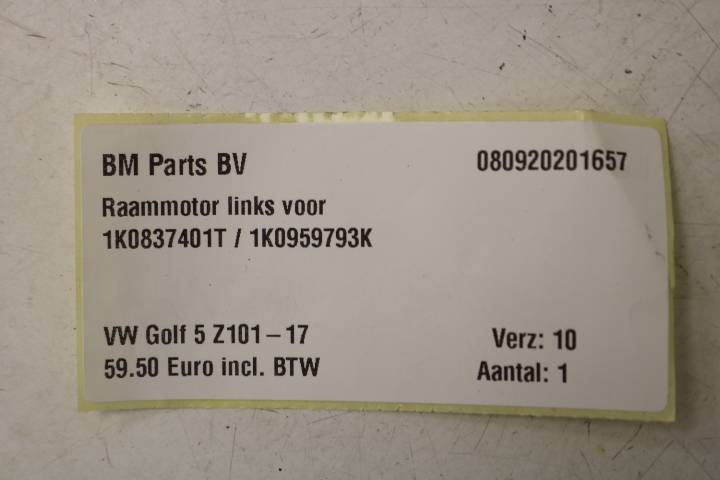 BM Parts BV 080920201657
Raammotor links voor
1K0837401T / 1K0959793K
VW Golf 5 Z101 – 17 Verz: 10
59.50 Euro incl. BTW Aantal: 1